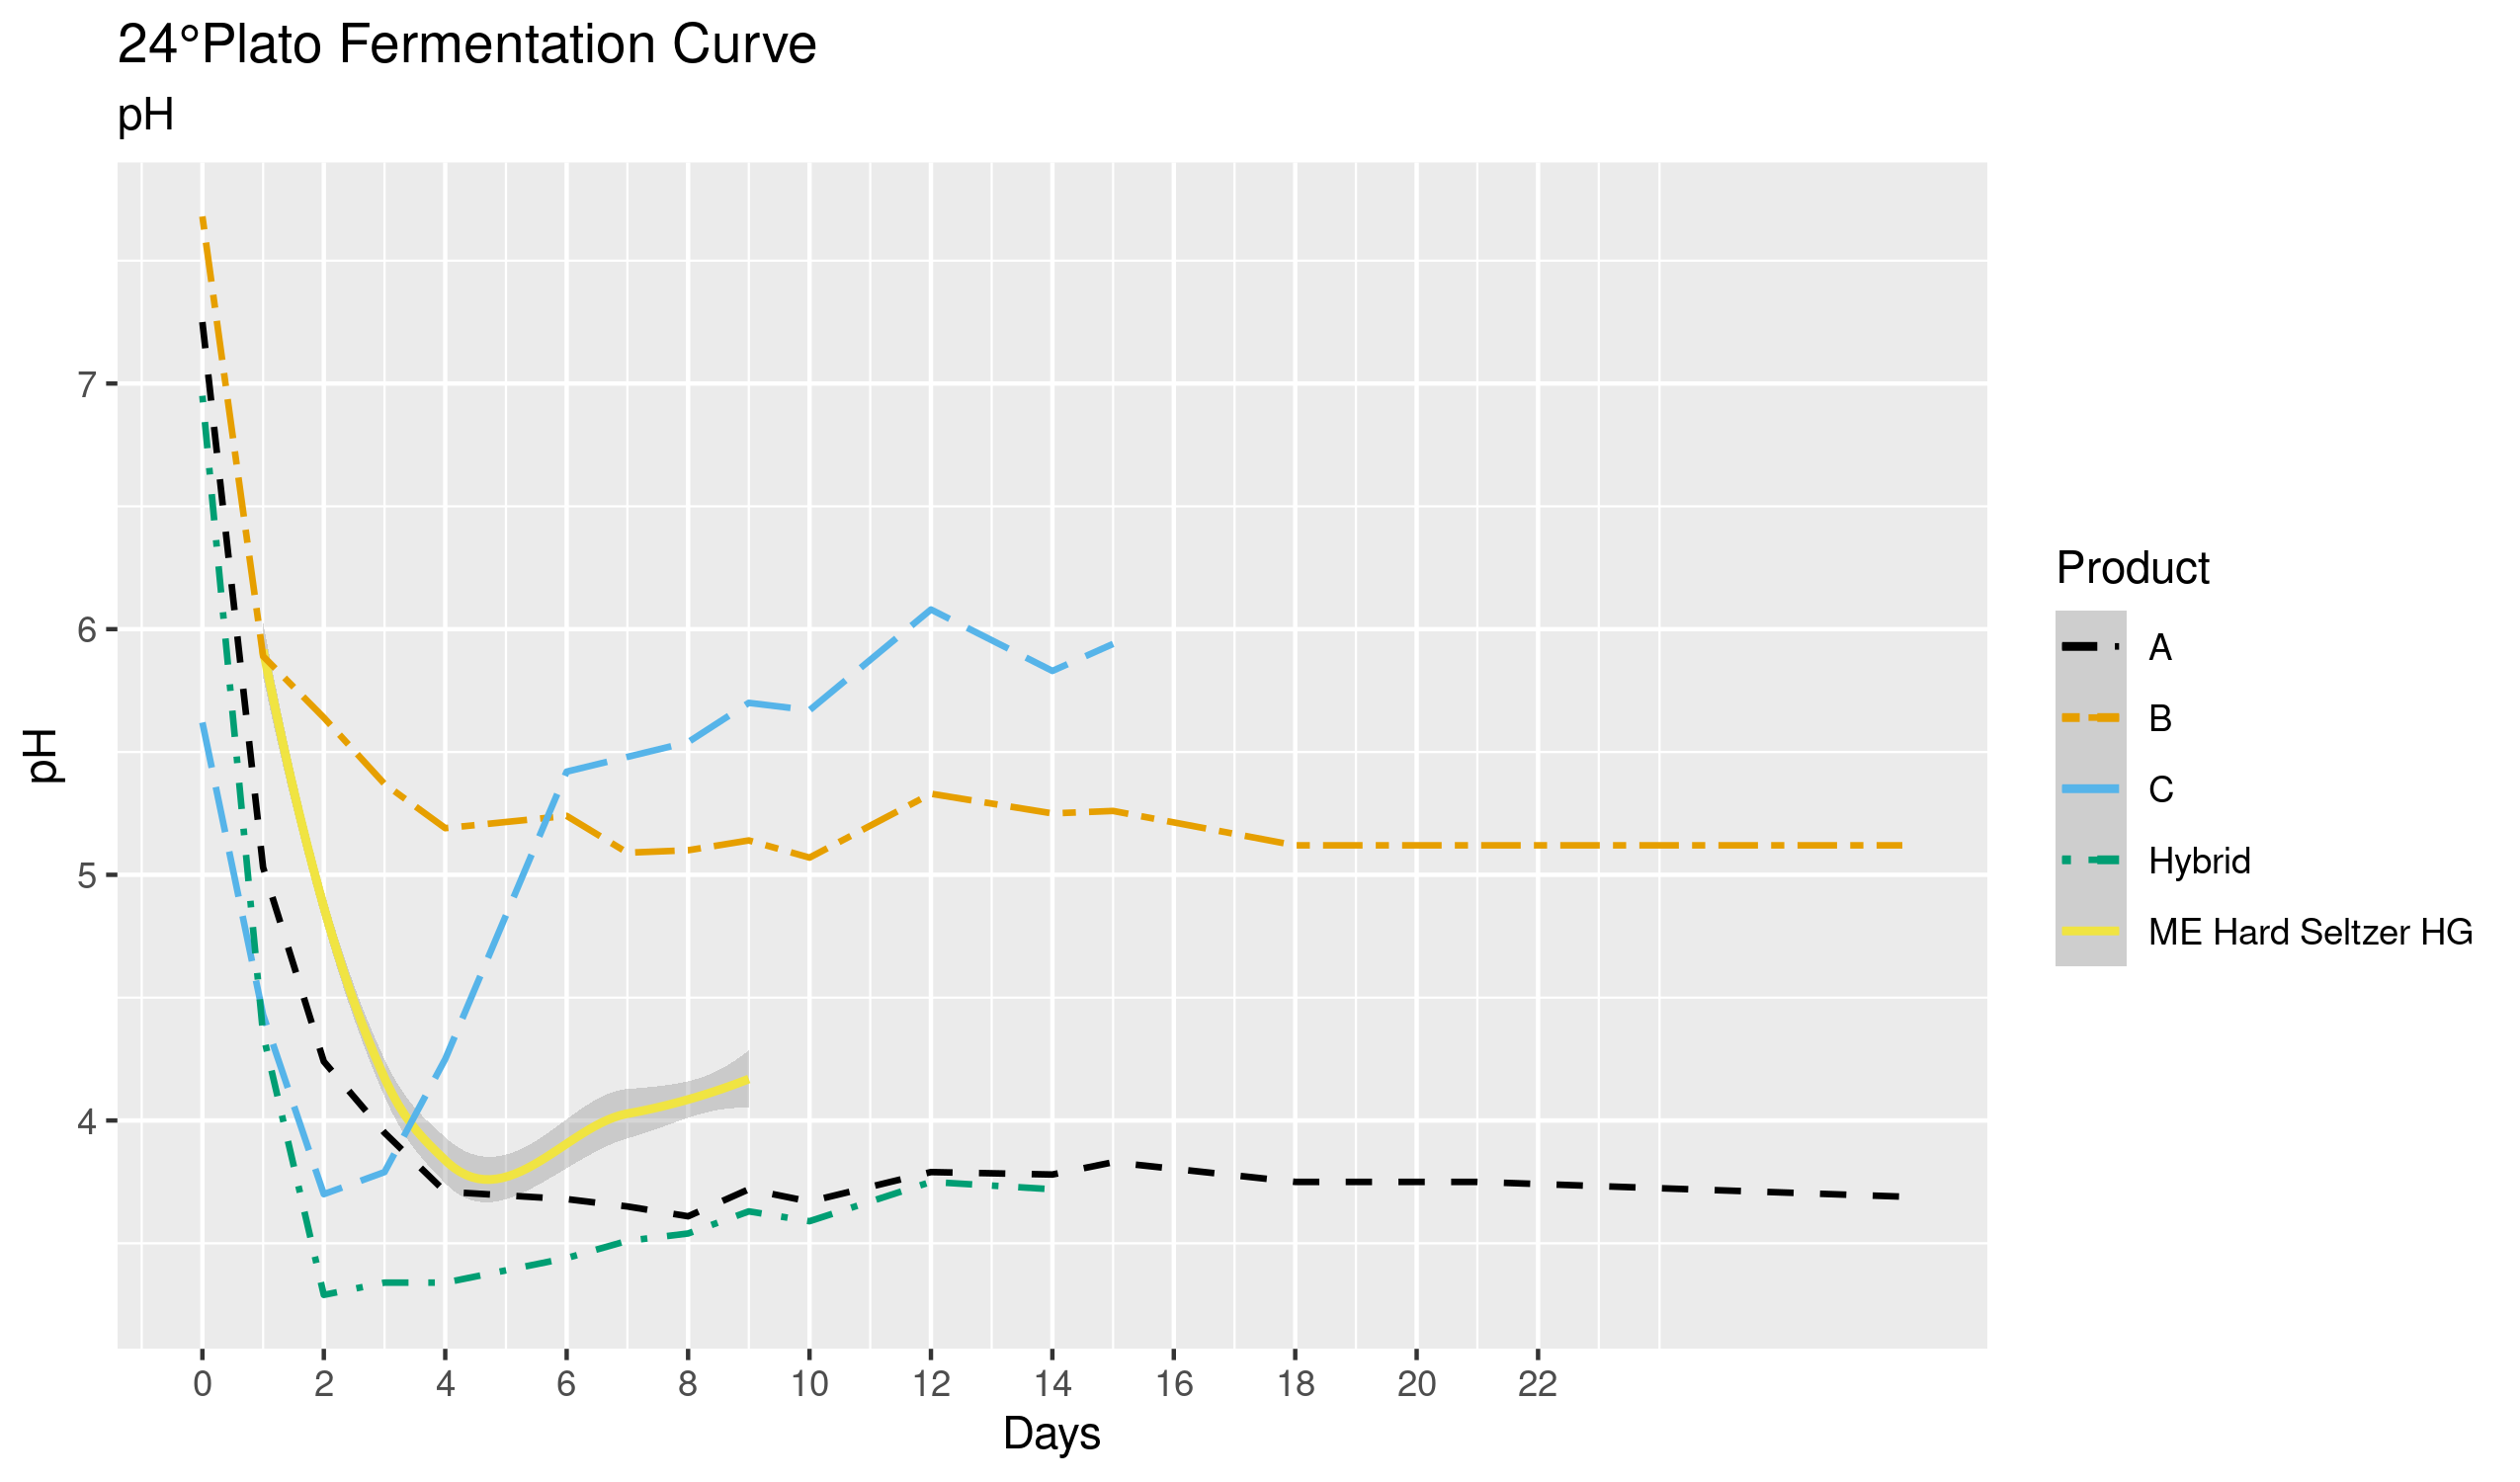 24°Plato Fermentation Curve
pH
pH
7
6
5
4
0 2 4 6 8 10 12 14 16 18 20 22
Days
Product
A
B
C
Hybrid
ME Hard Seltzer HG